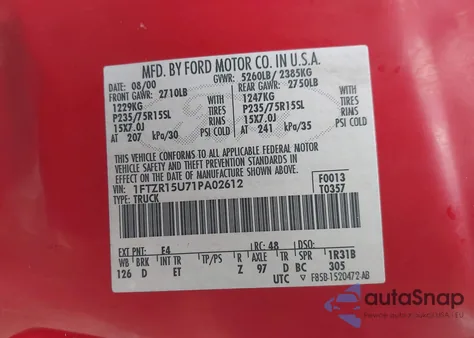 MFD. BY FORD MOTOR CO. IN U.S.A.
DATE: 08/00 GVWR: 5260LB/ 2385KG
FRONT GAWR: 2710LB REAR GAWR: 2750LB
1229KG WITH 1247KG WITH
P235/75R15SL TIRES P235/75R15SL TIRES
15X7.0J RIMS 15X7.0J RIMS
AT 207 kPa/30 PSI COLD AT 241 kPa/35 PSI COLD
THIS VEHICLE CONFORMS TO ALL APPLICABLE FEDERAL MOTOR
VEHICLE SAFETY AND THEFT PREVENTION STANDARDS IN
EFFECT ON THE DATE OF MANUFACTURE SHOWN ABOVE.
VIN: 1FTZR15U71PA02612 F0013
TYPE: TRUCK T0357
EXT PNT: E4 RC: 48 DSO:
WB BRK INT TR TP/PS R AXLE TR SPR 1R31B
126 D ET Z 97 D BC 305
UTC F85B-1520472-AB
autoSnap